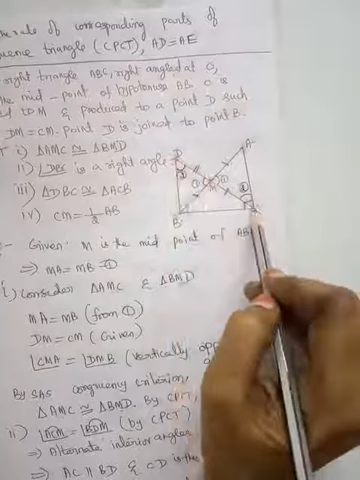 the rule of corresponding parts of
uence triangle (CPCT), AD=AE
right triangle ABC, right angled at
the mid-point of hypotenuse AB.
to M & produced to a point D such
DM=CM. point D is joined to point B.
T i) ΔAMC ≅ ΔBMD
ii) ∠DBC is a right angle
iii) ΔDBC ≅ ΔACB
iv) CM = 1/2 AB
D
A
M
B
:- Given: M is the mid point of AB
⇒ MA=MB -①
i) Consider ΔAMC & ΔBMD
MA=MB (from ①)
DM=CM (Given)
∠CMA = ∠DMB (Vertically opp
By SAS congruency criterion
ΔAMC ≅ ΔBMD. By CPCT,
ii) ∠ACM = ∠BDM (by CPCT)
⇒ Alternate interior angles
⇒ AC ∥ BD & CD is the